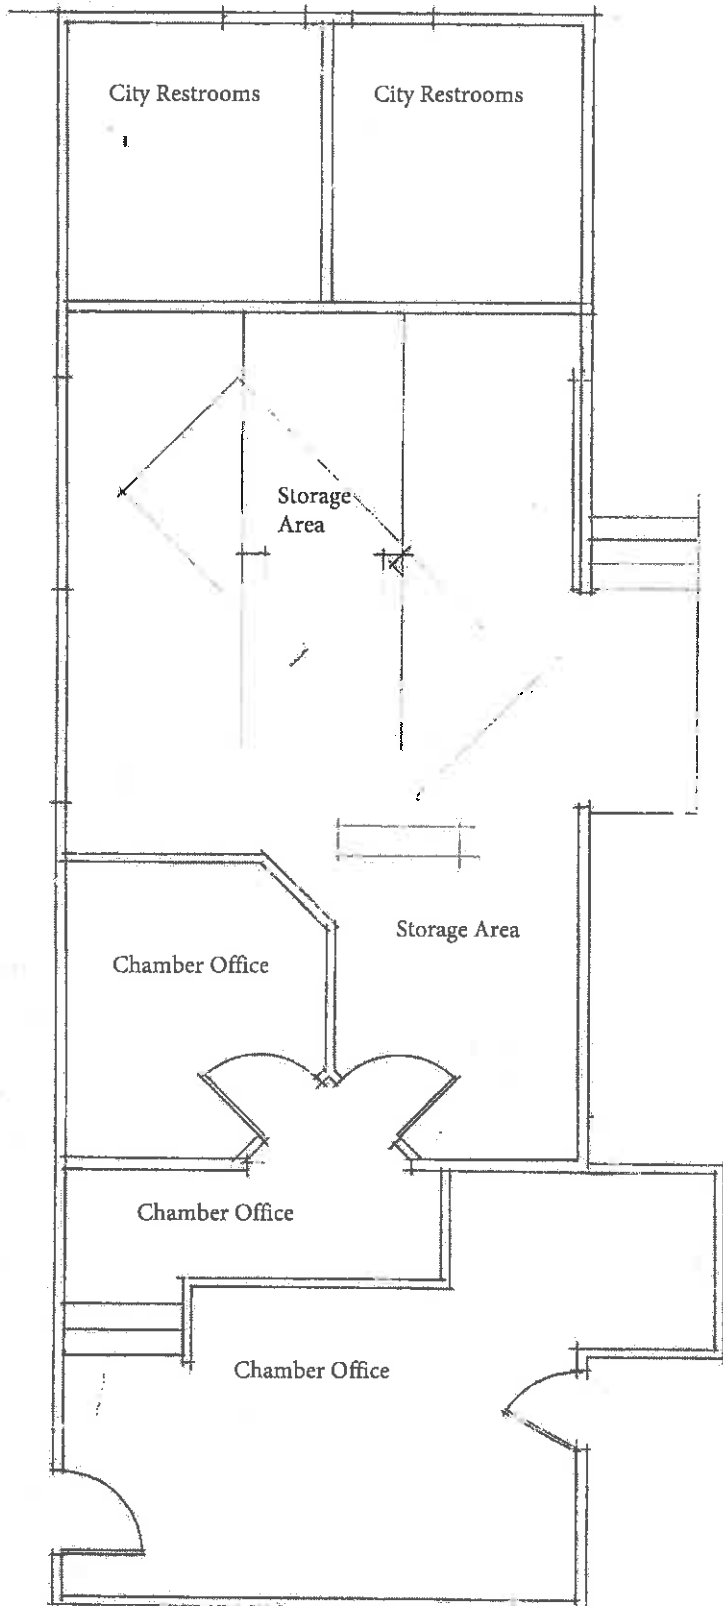 City Restrooms
City Restrooms
Storage
Area
Storage Area
Chamber Office
Chamber Office
Chamber Office